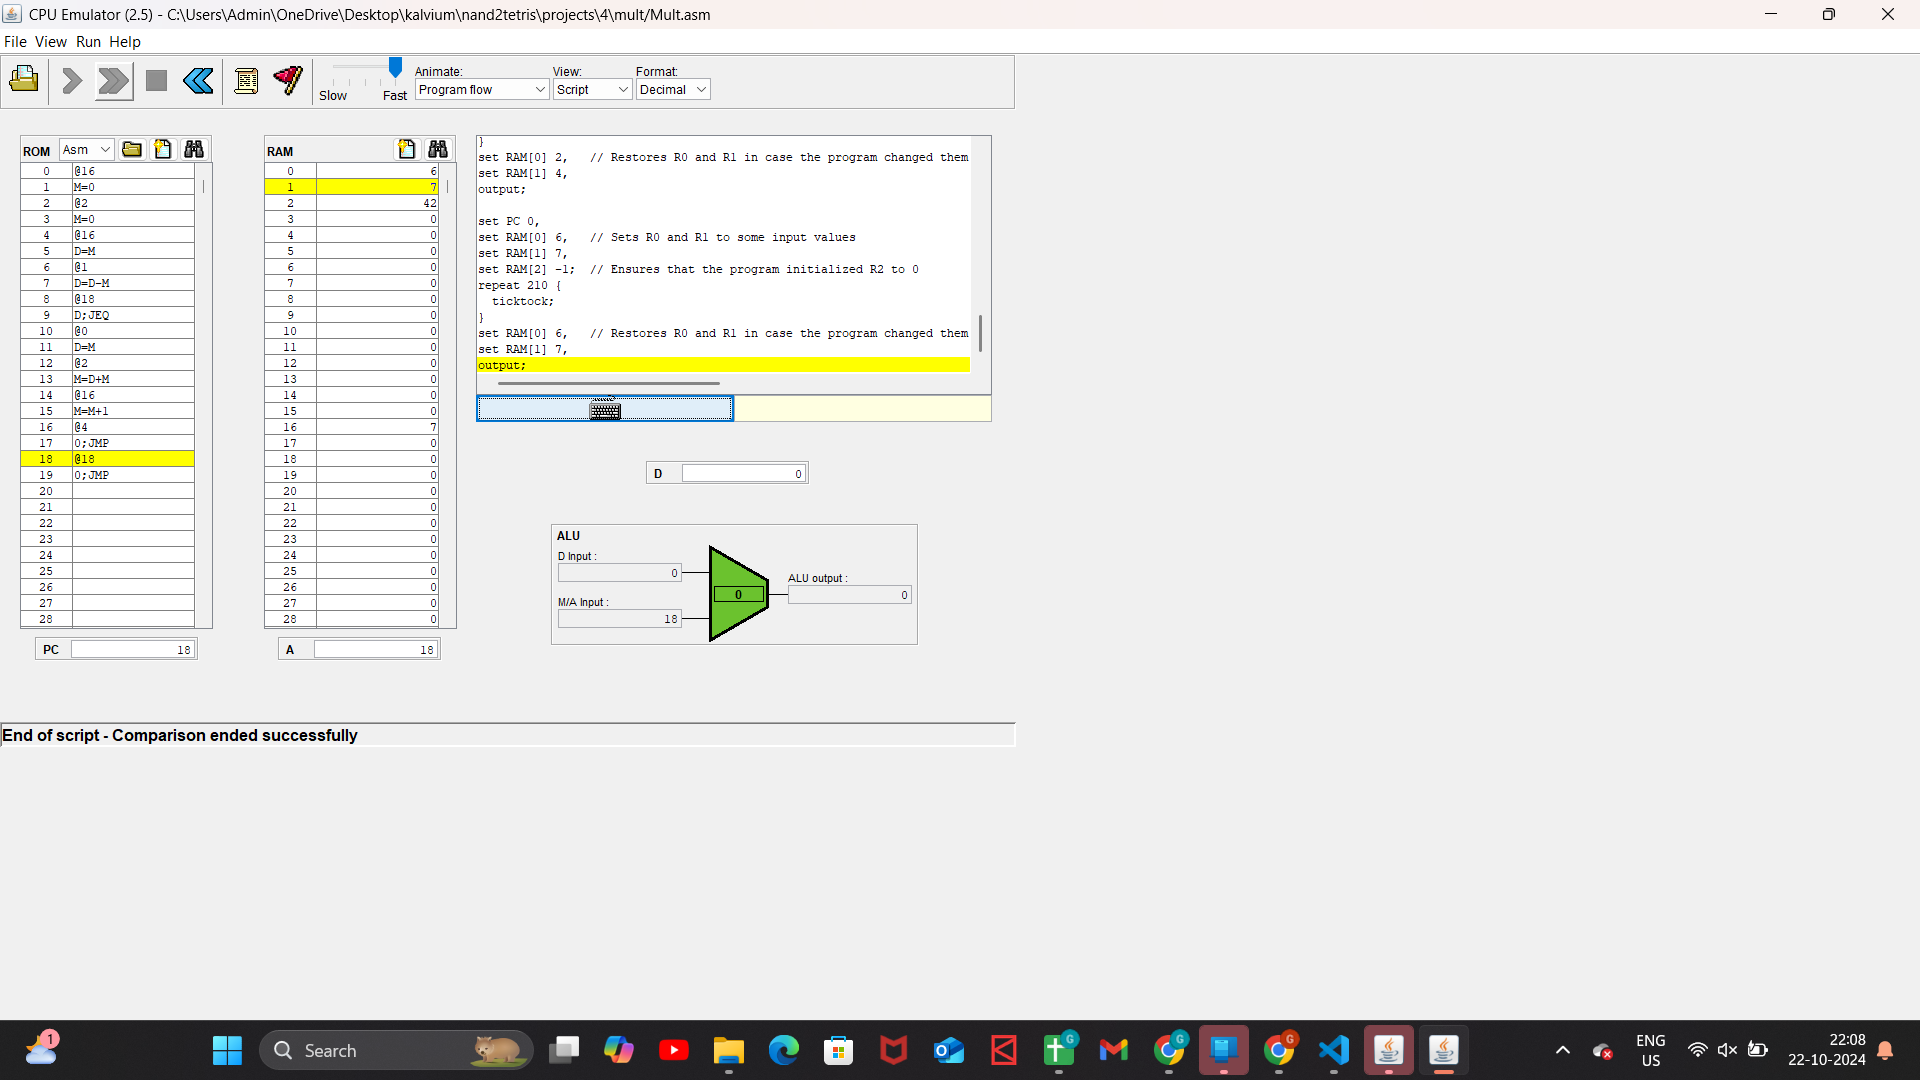 CPU Emulator (2.5) - C:\Users\Admin\OneDrive\Desktop\kalvium\nand2tetris\projects\4\mult/Mult.asm
File View Run Help
Slow Fast
Animate:
Program flow
View:
Script
Format:
Decimal
ROM Asm
0 @16
1 M=0
2 @2
3 M=0
4 @16
5 D=M
6 @1
7 D=D-M
8 @18
9 D;JEQ
10 @0
11 D=M
12 @2
13 M=D+M
14 @16
15 M=M+1
16 @4
17 0;JMP
18 @18
19 0;JMP
20
21
22
23
24
25
26
27
28
PC 18
RAM
0 6
1 7
2 42
3 0
4 0
5 0
6 0
7 0
8 0
9 0
10 0
11 0
12 0
13 0
14 0
15 0
16 7
17 0
18 0
19 0
20 0
21 0
22 0
23 0
24 0
25 0
26 0
27 0
28 0
A 18
}
set RAM[0] 2,   // Restores R0 and R1 in case the program changed them
set RAM[1] 4,
output;
set PC 0,
set RAM[0] 6,   // Sets R0 and R1 to some input values
set RAM[1] 7,
set RAM[2] -1;  // Ensures that the program initialized R2 to 0
repeat 210 {
ticktock;
}
set RAM[0] 6,   // Restores R0 and R1 in case the program changed them
set RAM[1] 7,
output;
D 0
ALU
D Input :
0
M/A Input :
18
0
ALU output :
0
End of script - Comparison ended successfully
1
Search
G
G
G
ENG
US
22:08
22-10-2024